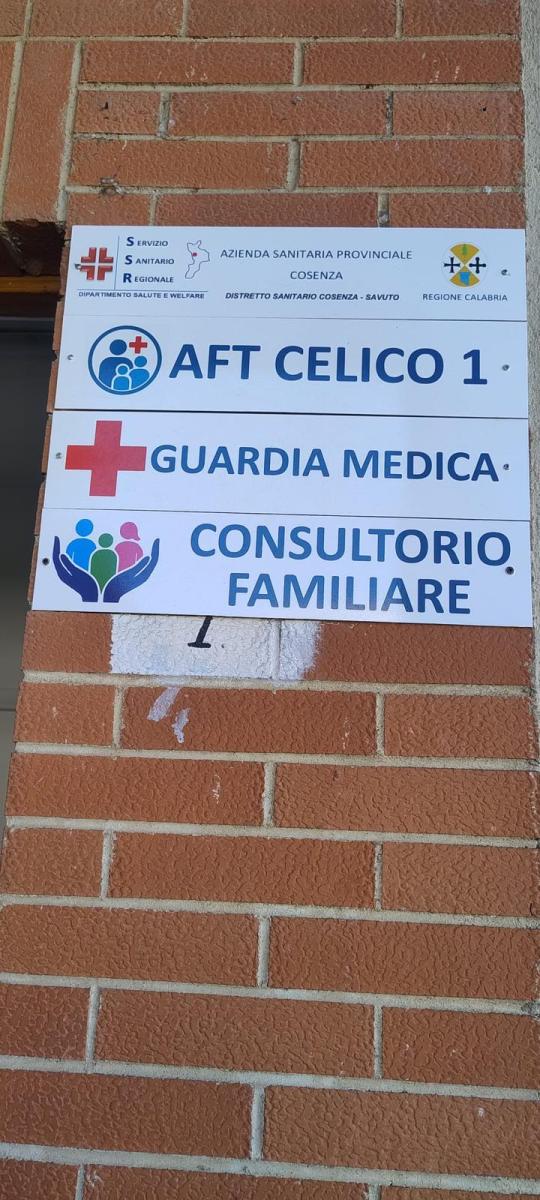 SERVIZIO
SANITARIO
REGIONALE
DIPARTIMENTO SALUTE E WELFARE
AZIENDA SANITARIA PROVINCIALE
COSENZA
DISTRETTO SANITARIO COSENZA - SAVUTO
REGIONE CALABRIA
AFT CELICO 1
GUARDIA MEDICA
CONSULTORIO
FAMILIARE
1